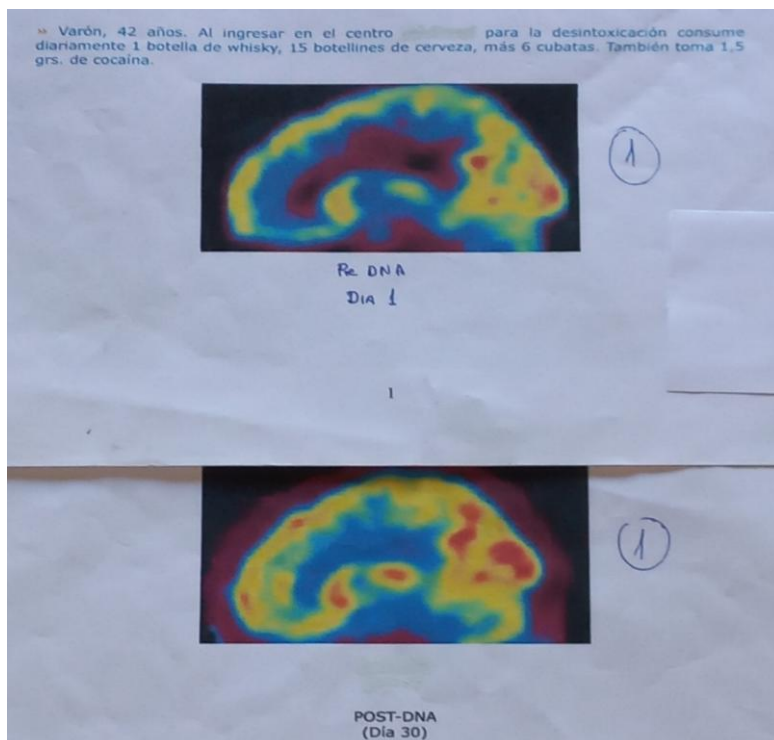 » Varón, 42 años. Al ingresar en el centro para la desintoxicación consume
diariamente 1 botella de whisky, 15 botellines de cerveza, más 6 cubatas. También toma 1,5
grs. de cocaína.
1
Pre DNA
DIA 1
1
1
POST-DNA
(Día 30)